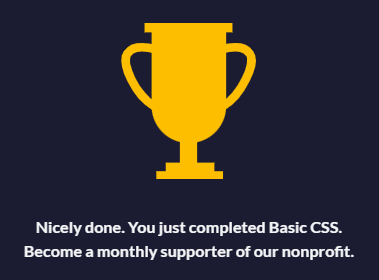 Nicely done. You just completed Basic CSS.
Become a monthly supporter of our nonprofit.